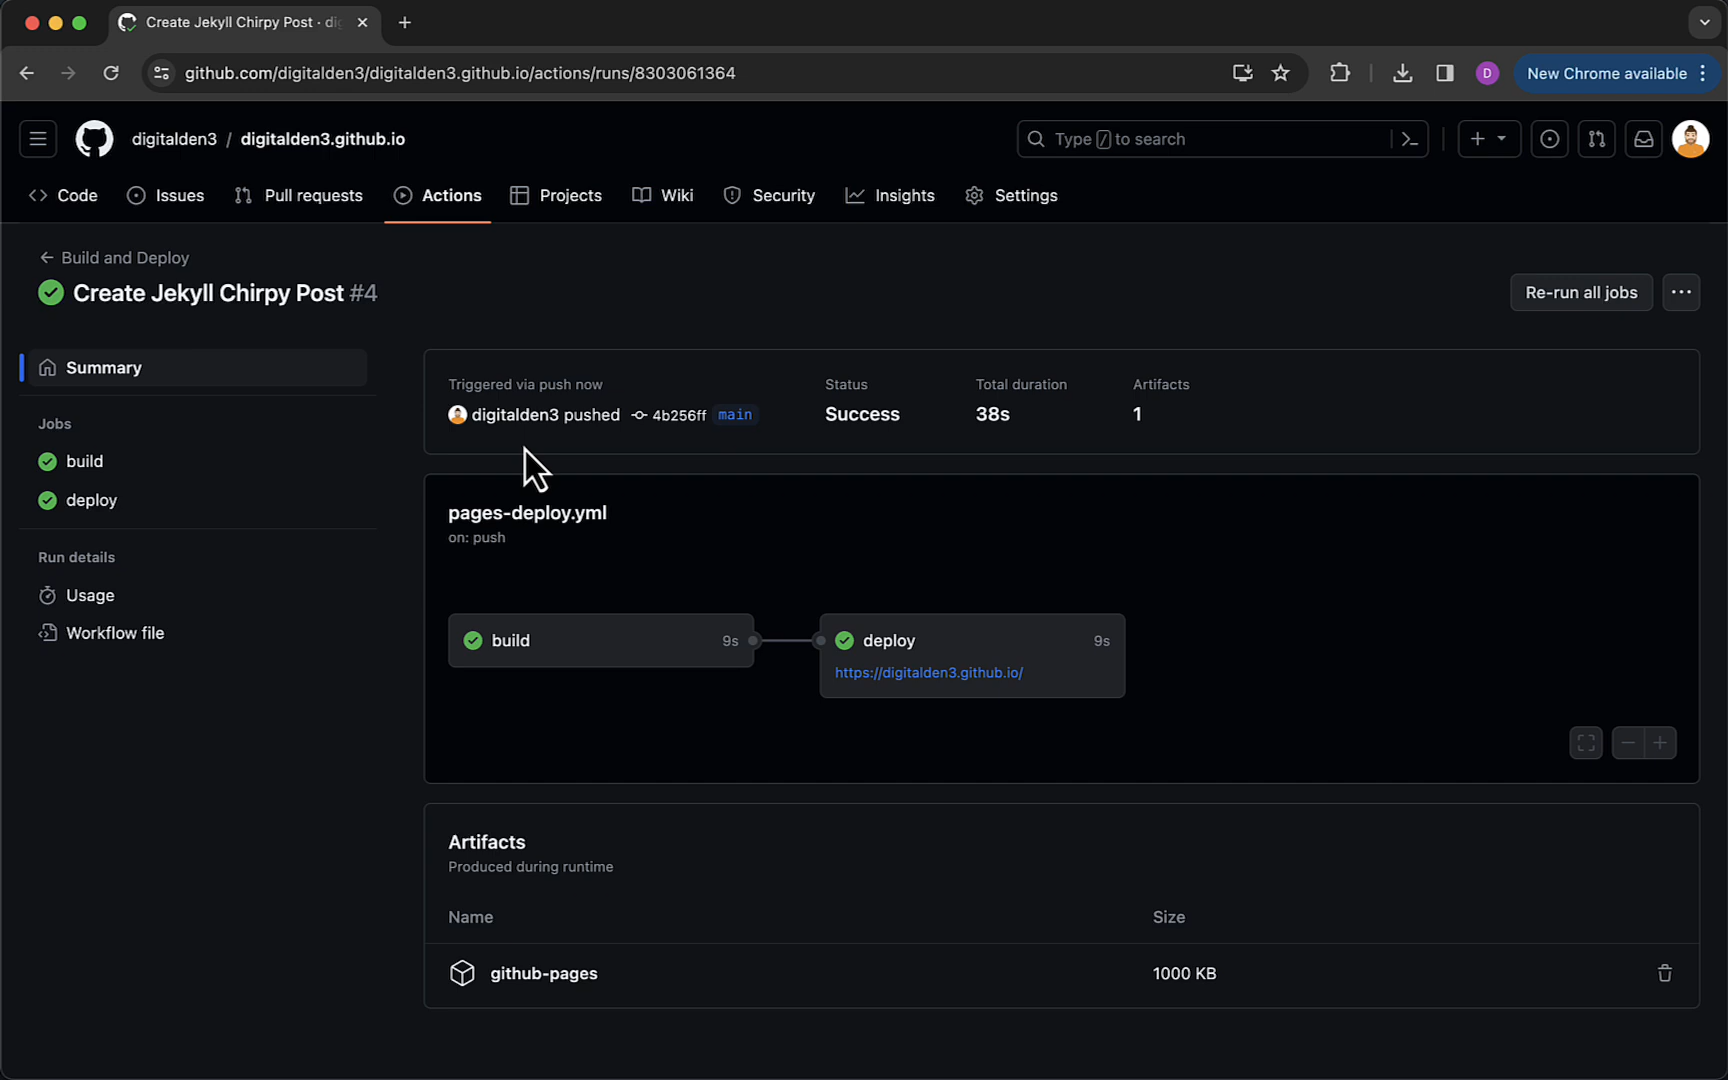 Create Jekyll Chirpy Post · di
github.com/digitalden3/digitalden3.github.io/actions/runs/8303061364
D
New Chrome available
digitalden3 / digitalden3.github.io
Type / to search
Code
Issues
Pull requests
Actions
Projects
Wiki
Security
Insights
Settings
Build and Deploy
Create Jekyll Chirpy Post #4
Re-run all jobs
Summary
Jobs
build
deploy
Run details
Usage
Workflow file
Triggered via push now
digitalden3 pushed 4b256ff main
Status
Success
Total duration
38s
Artifacts
1
pages-deploy.yml
on: push
build 9s
deploy 9s
https://digitalden3.github.io/
Artifacts
Produced during runtime
Name Size
github-pages 1000 KB